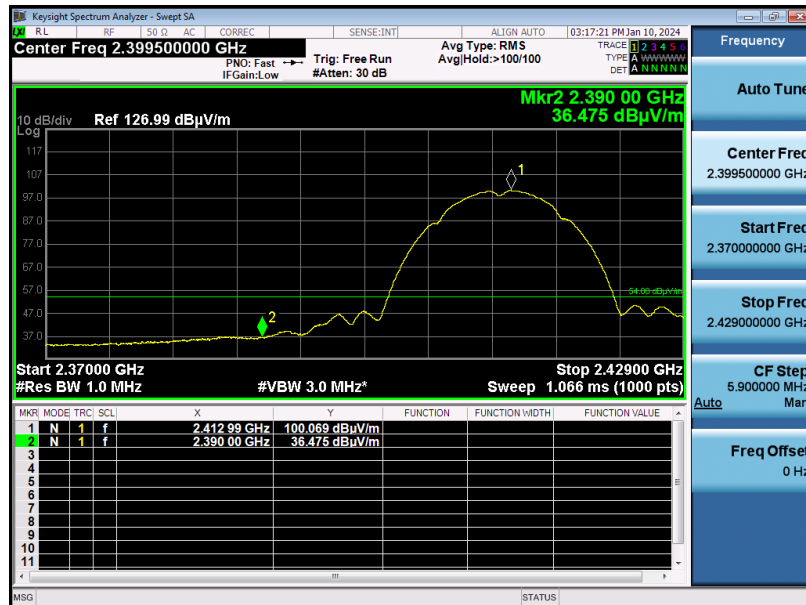 Keysight Spectrum Analyzer - Swept SA
LXI RL RF 50 Ω AC CORREC SENSE:INT ALIGN AUTO 03:17:21 PM Jan 10, 2024
Center Freq 2.399500000 GHz
PNO: Fast
IFGain:Low
Trig: Free Run
#Atten: 30 dB
Avg Type: RMS
Avg|Hold:>100/100
TRACE 1 2 3 4 5 6
TYPE A WWWWW
DET A N N N N N
Mkr2 2.390 00 GHz
36.475 dBµV/m
10 dB/div Ref 126.99 dBµV/m
Log
117
107
97.0
87.0
77.0
67.0
57.0
47.0
37.0
1
2
54.00 dBµV/m
Start 2.37000 GHz Stop 2.42900 GHz
#Res BW 1.0 MHz #VBW 3.0 MHz* Sweep 1.066 ms (1000 pts)
MKR MODE TRC SCL X Y FUNCTION FUNCTION WIDTH FUNCTION VALUE
1 N 1 f 2.412 99 GHz 100.069 dBµV/m
2 N 1 f 2.390 00 GHz 36.475 dBµV/m
3
4
5
6
7
8
9
10
11
MSG STATUS
Frequency
Auto Tune
Center Freq
2.399500000 GHz
Start Freq
2.370000000 GHz
Stop Freq
2.429000000 GHz
CF Step
5.900000 MHz
Auto Man
Freq Offset
0 Hz